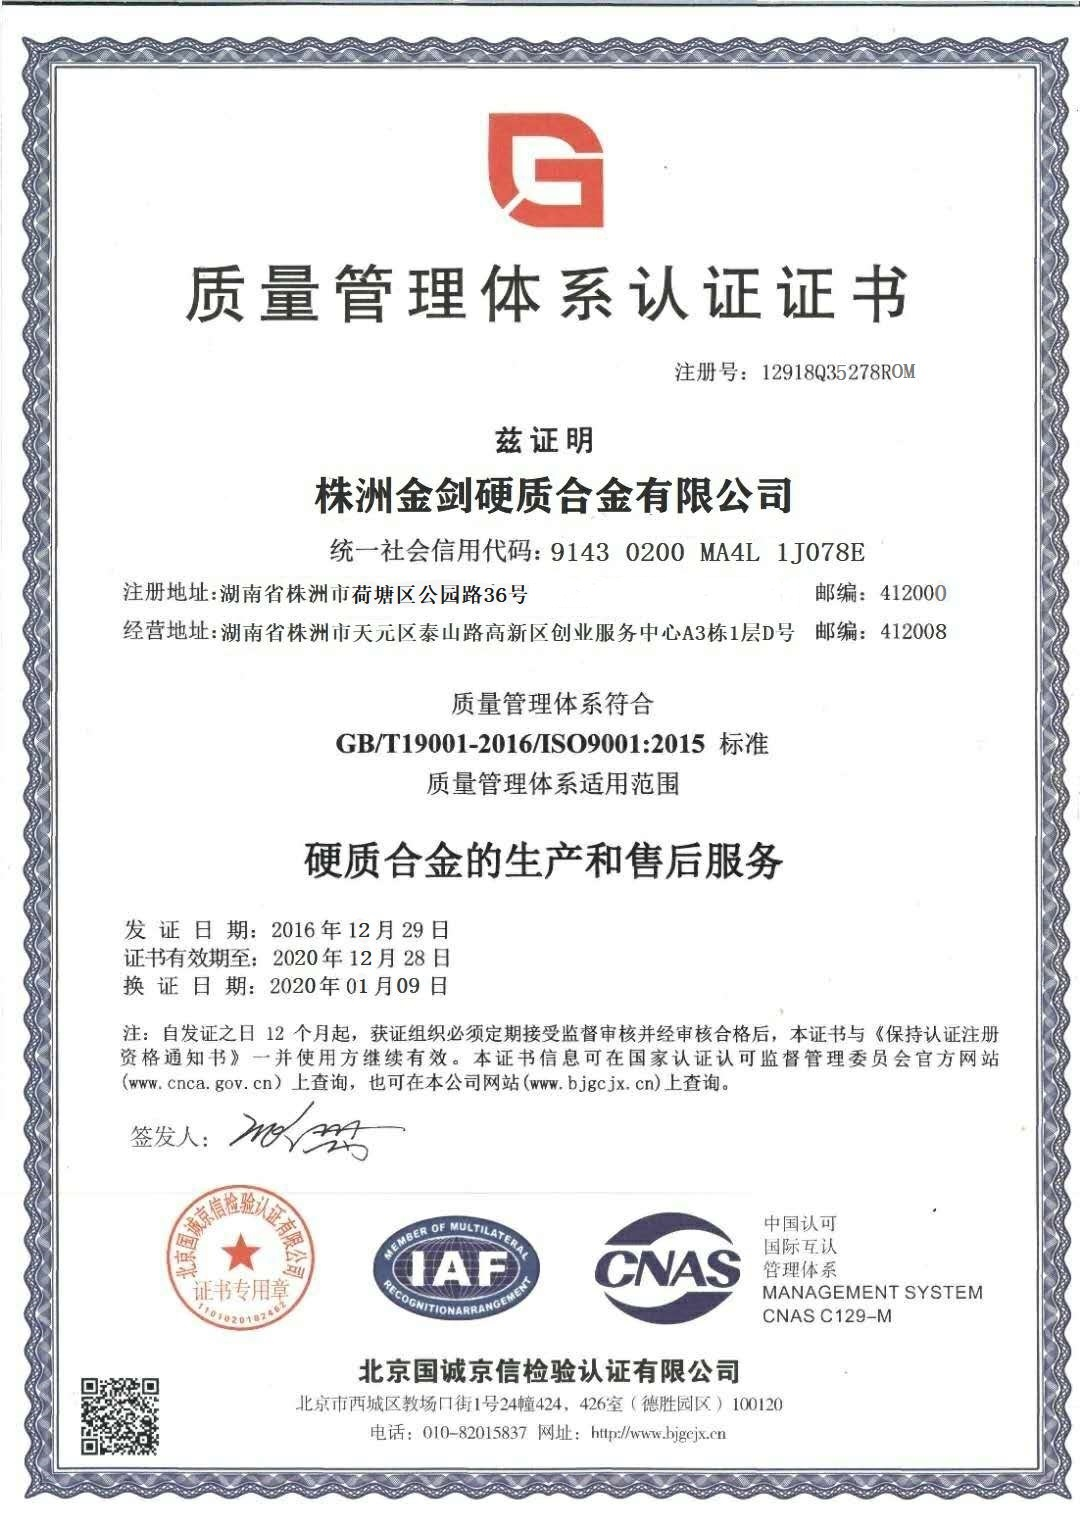 质量管理体系认证证书
注册号：12918Q35278ROM
兹证明
株洲金剑硬质合金有限公司
统一社会信用代码：9143 0200 MA4L 1J078E
注册地址：湖南省株洲市荷塘区公园路36号 邮编：412000
经营地址：湖南省株洲市天元区泰山路高新区创业服务中心A3栋1层D号 邮编：412008
质量管理体系符合
GB/T19001-2016/ISO9001:2015 标准
质量管理体系适用范围
硬质合金的生产和售后服务
发证日期：2016年12月29日
证书有效期至：2020年12月28日
换证日期：2020年01月09日
注：自发证之日 12 个月起，获证组织必须定期接受监督审核并经审核合格后，本证书与《保持认证注册
资格通知书》一并使用方继续有效。本证书信息可在国家认证认可监督管理委员会官方网站
(www.cnca.gov.cn）上查询，也可在本公司网站(www.bjgcjx.cn)上查询。
签发人：
北京国诚京信检验认证有限公司
证书专用章
1101020182462
MEMBER OF MULTILATERAL
IAF
RECOGNITIONARRANGEMENT
CNAS
中国认可
国际互认
管理体系
MANAGEMENT SYSTEM
CNAS C129-M
北京国诚京信检验认证有限公司
北京市西城区教场口街1号24幢424，426室（德胜园区）100120
电话：010-82015837 网址：http://www.bjgcjx.cn